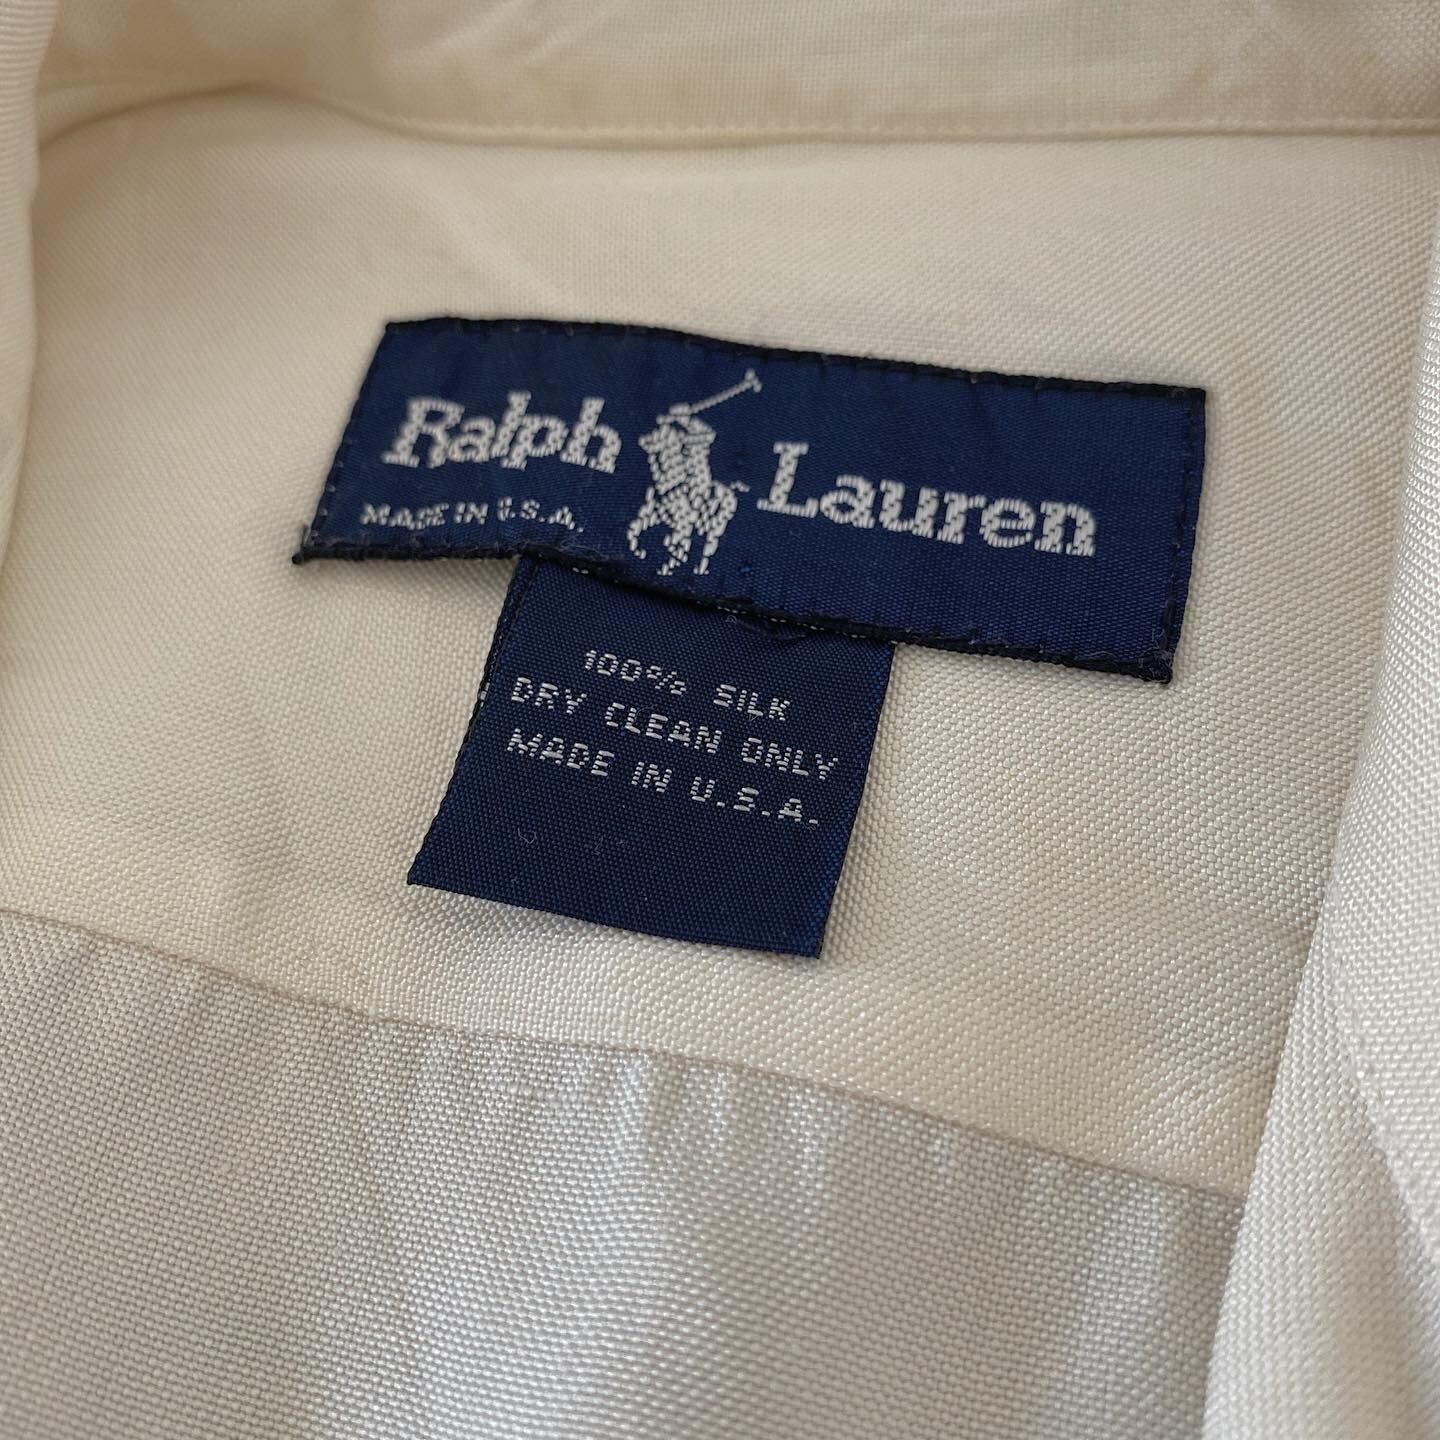 Ralph Lauren
MADE IN U.S.A.
100% SILK
DRY CLEAN ONLY
MADE IN U.S.A.